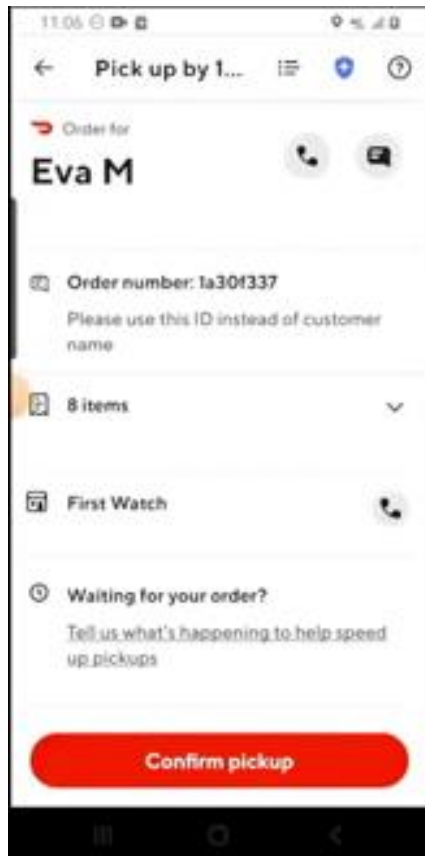 11:06
Pick up by 1...
Order for
Eva M
Order number: 1a30f337
Please use this ID instead of customer
name
8 items
First Watch
Waiting for your order?
Tell us what's happening to help speed
up pickups
Confirm pickup